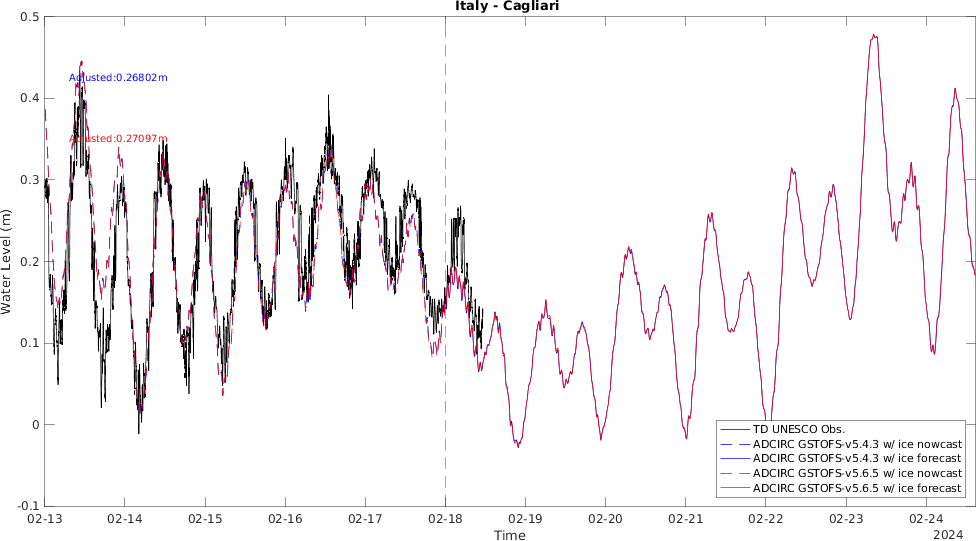 Italy - Cagliari
0.5
0.4
0.3
0.2
0.1
0
-0.1
Water Level (m)
Adjusted:0.26802m
Adjusted:0.27097m
TD UNESCO Obs.
ADCIRC GSTOFS-v5.4.3 w/ ice nowcast
ADCIRC GSTOFS-v5.4.3 w/ ice forecast
ADCIRC GSTOFS-v5.6.5 w/ ice nowcast
ADCIRC GSTOFS-v5.6.5 w/ ice forecast
02-13 02-14 02-15 02-16 02-17 02-18 02-19 02-20 02-21 02-22 02-23 02-24
Time
2024